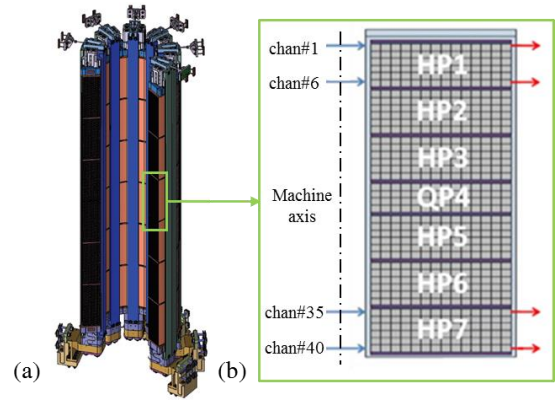 chan#1
HP1
chan#6
HP2
HP3
Machine
axis
QP4
HP5
HP6
chan#35
HP7
chan#40
(a)
(b)